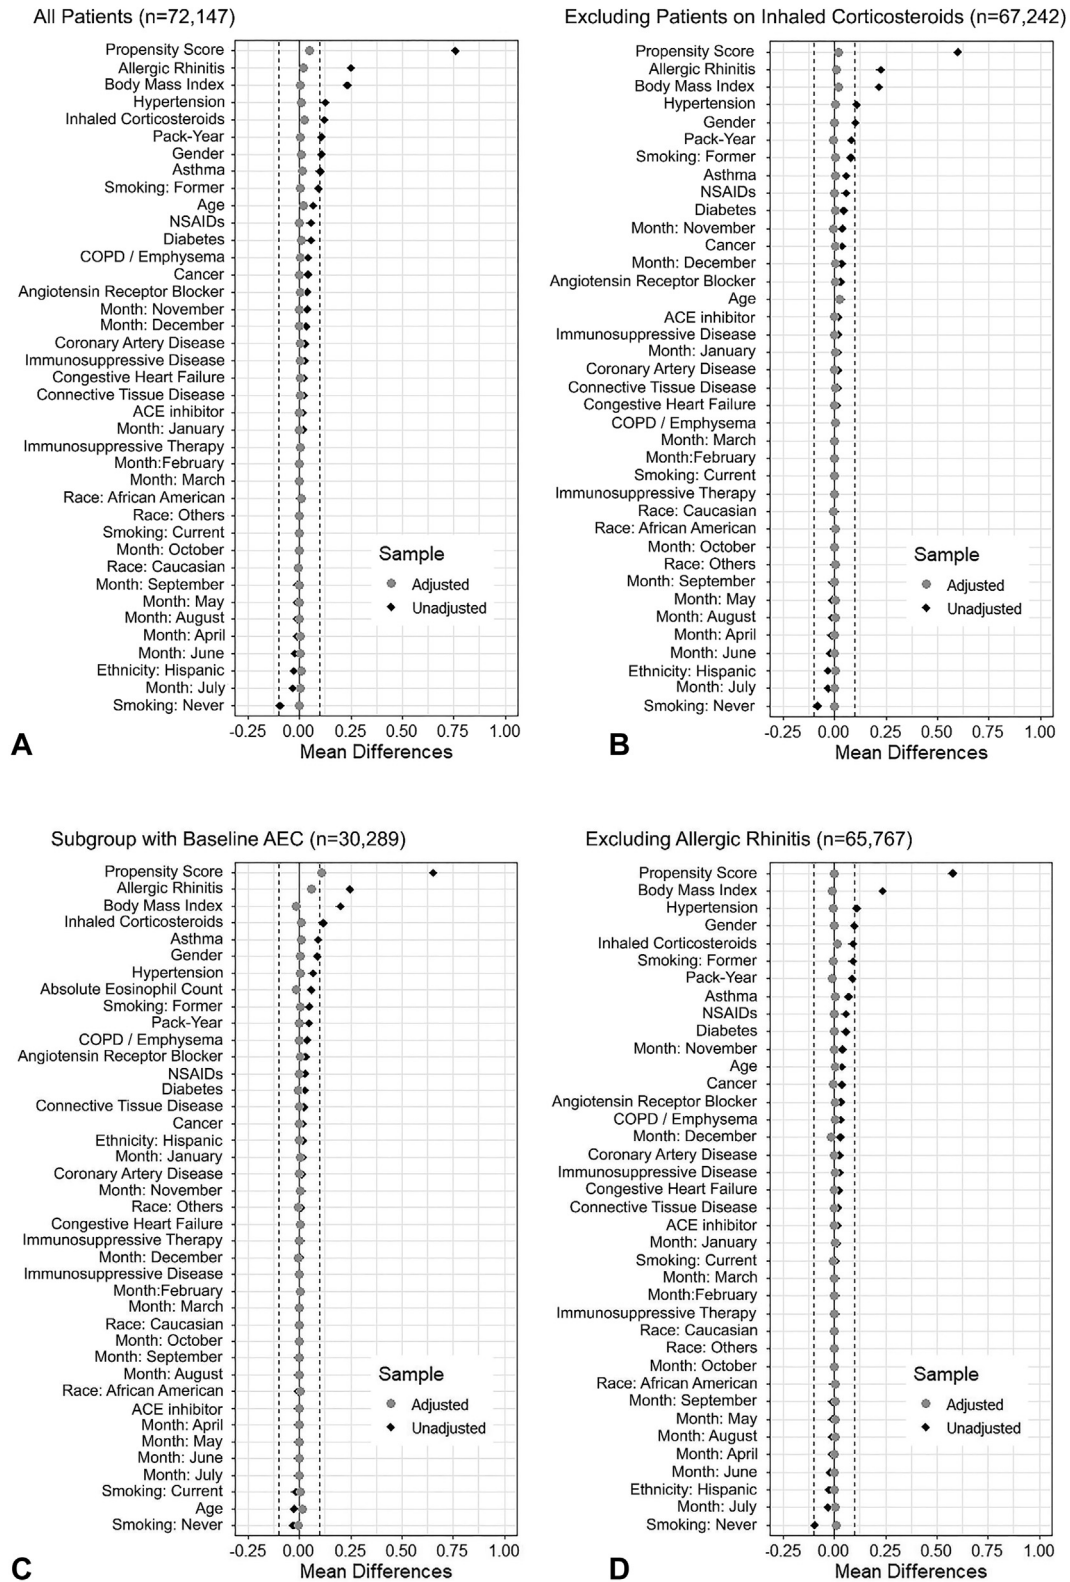 All Patients (n=72,147)
Propensity Score
Allergic Rhinitis
Body Mass Index
Hypertension
Inhaled Corticosteroids
Pack-Year
Gender
Asthma
Smoking: Former
Age
NSAIDs
Diabetes
COPD / Emphysema
Cancer
Angiotensin Receptor Blocker
Month: November
Month: December
Coronary Artery Disease
Immunosuppressive Disease
Congestive Heart Failure
Connective Tissue Disease
ACE inhibitor
Month: January
Immunosuppressive Therapy
Month:February
Month: March
Race: African American
Race: Others
Smoking: Current
Month: October
Race: Caucasian
Month: September
Month: May
Month: August
Month: April
Month: June
Ethnicity: Hispanic
Month: July
Smoking: Never
Sample
Adjusted
Unadjusted
-0.25 0.00 0.25 0.50 0.75 1.00
Mean Differences
A
Excluding Patients on Inhaled Corticosteroids (n=67,242)
Propensity Score
Allergic Rhinitis
Body Mass Index
Hypertension
Gender
Pack-Year
Smoking: Former
Asthma
NSAIDs
Diabetes
Month: November
Cancer
Month: December
Angiotensin Receptor Blocker
Age
ACE inhibitor
Immunosuppressive Disease
Month: January
Coronary Artery Disease
Connective Tissue Disease
Congestive Heart Failure
COPD / Emphysema
Month: March
Month:February
Smoking: Current
Immunosuppressive Therapy
Race: Caucasian
Race: African American
Month: October
Race: Others
Month: September
Month: May
Month: August
Month: April
Month: June
Ethnicity: Hispanic
Month: July
Smoking: Never
Sample
Adjusted
Unadjusted
-0.25 0.00 0.25 0.50 0.75 1.00
Mean Differences
B
Subgroup with Baseline AEC (n=30,289)
Propensity Score
Allergic Rhinitis
Body Mass Index
Inhaled Corticosteroids
Asthma
Gender
Hypertension
Absolute Eosinophil Count
Smoking: Former
Pack-Year
COPD / Emphysema
Angiotensin Receptor Blocker
NSAIDs
Diabetes
Connective Tissue Disease
Cancer
Ethnicity: Hispanic
Month: January
Coronary Artery Disease
Month: November
Race: Others
Congestive Heart Failure
Immunosuppressive Therapy
Month: December
Immunosuppressive Disease
Month:February
Month: March
Race: Caucasian
Month: October
Month: September
Month: August
Race: African American
ACE inhibitor
Month: April
Month: May
Month: June
Month: July
Smoking: Current
Age
Smoking: Never
Sample
Adjusted
Unadjusted
-0.25 0.00 0.25 0.50 0.75 1.00
Mean Differences
C
Excluding Allergic Rhinitis (n=65,767)
Propensity Score
Body Mass Index
Hypertension
Gender
Inhaled Corticosteroids
Smoking: Former
Pack-Year
Asthma
NSAIDs
Diabetes
Month: November
Age
Cancer
Angiotensin Receptor Blocker
COPD / Emphysema
Month: December
Coronary Artery Disease
Immunosuppressive Disease
Congestive Heart Failure
Connective Tissue Disease
ACE inhibitor
Month: January
Smoking: Current
Month: March
Month:February
Immunosuppressive Therapy
Race: Caucasian
Race: Others
Month: October
Race: African American
Month: September
Month: May
Month: August
Month: April
Month: June
Ethnicity: Hispanic
Month: July
Smoking: Never
Sample
Adjusted
Unadjusted
-0.25 0.00 0.25 0.50 0.75 1.00
Mean Differences
D